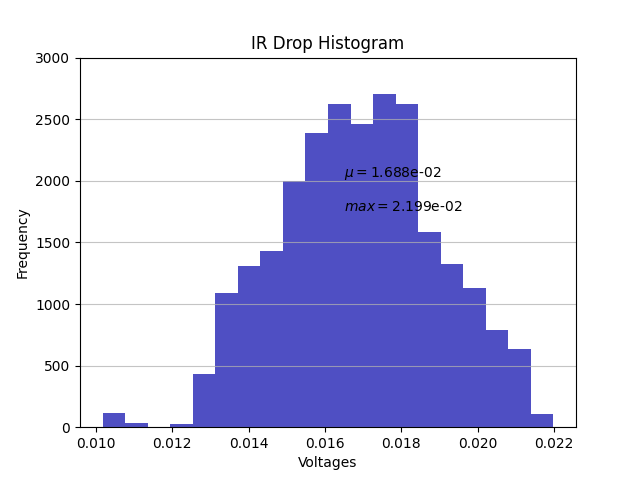 IR Drop Histogram
3000
2500
2000
1500
1000
500
0
Frequency
μ = 1.688e-02
max = 2.199e-02
0.010 0.012 0.014 0.016 0.018 0.020 0.022
Voltages